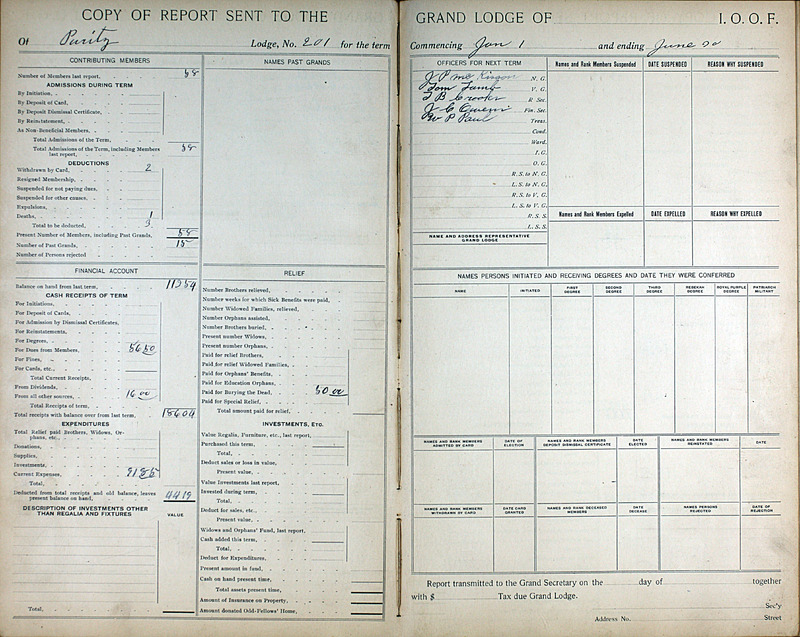 COPY OF REPORT SENT TO THE
GRAND LODGE OF I. O. O. F.
Of Purity Lodge, No. 201 for the term
Commencing Jan 1 and ending June 30
CONTRIBUTING MEMBERS
Number of Members last report, 58
ADMISSIONS DURING TERM
By Initiation,
By Deposit of Card,
By Deposit Dismissal Certificate,
By Reinstatement,
As Non-Beneficial Members,
Total Admissions of the Term,
Total Admissions of the Term, including Members last report, 58
DEDUCTIONS
Withdrawn by Card, 2
Resigned Membership,
Suspended for not paying dues,
Suspended for other causes,
Expulsions,
Deaths, 1
Total to be deducted, 3
Present Number of Members, including Past Grands, 55
Number of Past Grands, 15
Number of Persons rejected
NAMES PAST GRANDS
FINANCIAL ACCOUNT
Balance on hand from last term, 113 54
CASH RECEIPTS OF TERM
For Initiations,
For Deposit of Cards,
For Admission by Dismissal Certificates,
For Reinstatements,
For Degrees,
For Dues from Members, 56 50
For Fines,
For Cards, etc.,
Total Current Receipts,
From Dividends,
From all other sources, 16 00
Total Receipts of term,
Total receipts with balance over from last term, 186 04
EXPENDITURES
Total Relief paid Brothers, Widows, Orphans, etc.,
Donations,
Supplies,
Investments,
Current Expenses, 91 85
Total,
Deducted from total receipts and old balance, leaves present balance on hand, 44 19
DESCRIPTION OF INVESTMENTS OTHER THAN REGALIA AND FIXTURES
VALUE
Total,
RELIEF
Number Brothers relieved,
Number weeks for which Sick Benefits were paid,
Number Widowed Families, relieved,
Number Orphans assisted,
Number Brothers buried,
Present number Widows,
Present number Orphans,
Paid for relief Brothers,
Paid for relief Widowed Families,
Paid for Orphans' Benefits,
Paid for Education Orphans,
Paid for Burying the Dead, 50 00
Paid for Special Relief,
Total amount paid for relief,
INVESTMENTS, ETC.
Value Regalia, Furniture, etc., last report,
Purchased this term,
Total,
Deduct sales or loss in value,
Present value,
Value Investments last report,
Invested during term,
Total,
Deduct for sales, etc.,
Present value,
Widows and Orphans' Fund, last report,
Cash added this term,
Total,
Deduct for Expenditures,
Present amount in fund,
Cash on hand present time,
Total assets present time,
Amount of Insurance on Property,
Amount donated Odd-Fellows' Home,
OFFICERS FOR NEXT TERM
N. G.
Tom V. G.
J B Crooks R Sec.
J C Fin. Sec.
W P Paul Treas.
Cond.
Ward.
I. G.
O. G.
R. S. to N. G.
L. S. to N. G.
R. S. to V. G.
L. S. to V. G.
R. S. S.
L. S. S.
NAME AND ADDRESS REPRESENTATIVE GRAND LODGE
Names and Rank Members Suspended
DATE SUSPENDED
REASON WHY SUSPENDED
Names and Rank Members Expelled
DATE EXPELLED
REASON WHY EXPELLED
NAMES PERSONS INITIATED AND RECEIVING DEGREES AND DATE THEY WERE CONFERRED
NAME
INITIATED
FIRST DEGREE
SECOND DEGREE
THIRD DEGREE
REBEKAH DEGREE
ROYAL PURPLE DEGREE
PATRIARCH MILITANT
NAMES AND RANK MEMBERS ADMITTED BY CARD
DATE OF ELECTION
NAMES AND RANK MEMBERS DEPOSIT DISMISSAL CERTIFICATE
DATE ELECTED
NAMES AND RANK MEMBERS REINSTATED
DATE
NAMES AND RANK MEMBERS WITHDRAWN BY CARD
DATE CARD GRANTED
NAMES AND RANK DECEASED MEMBERS
DATE DECEASE
NAMES PERSONS REJECTED
DATE OF REJECTION
Report transmitted to the Grand Secretary on the day of together
with $ Tax due Grand Lodge.
Sec'y
Address No. Street